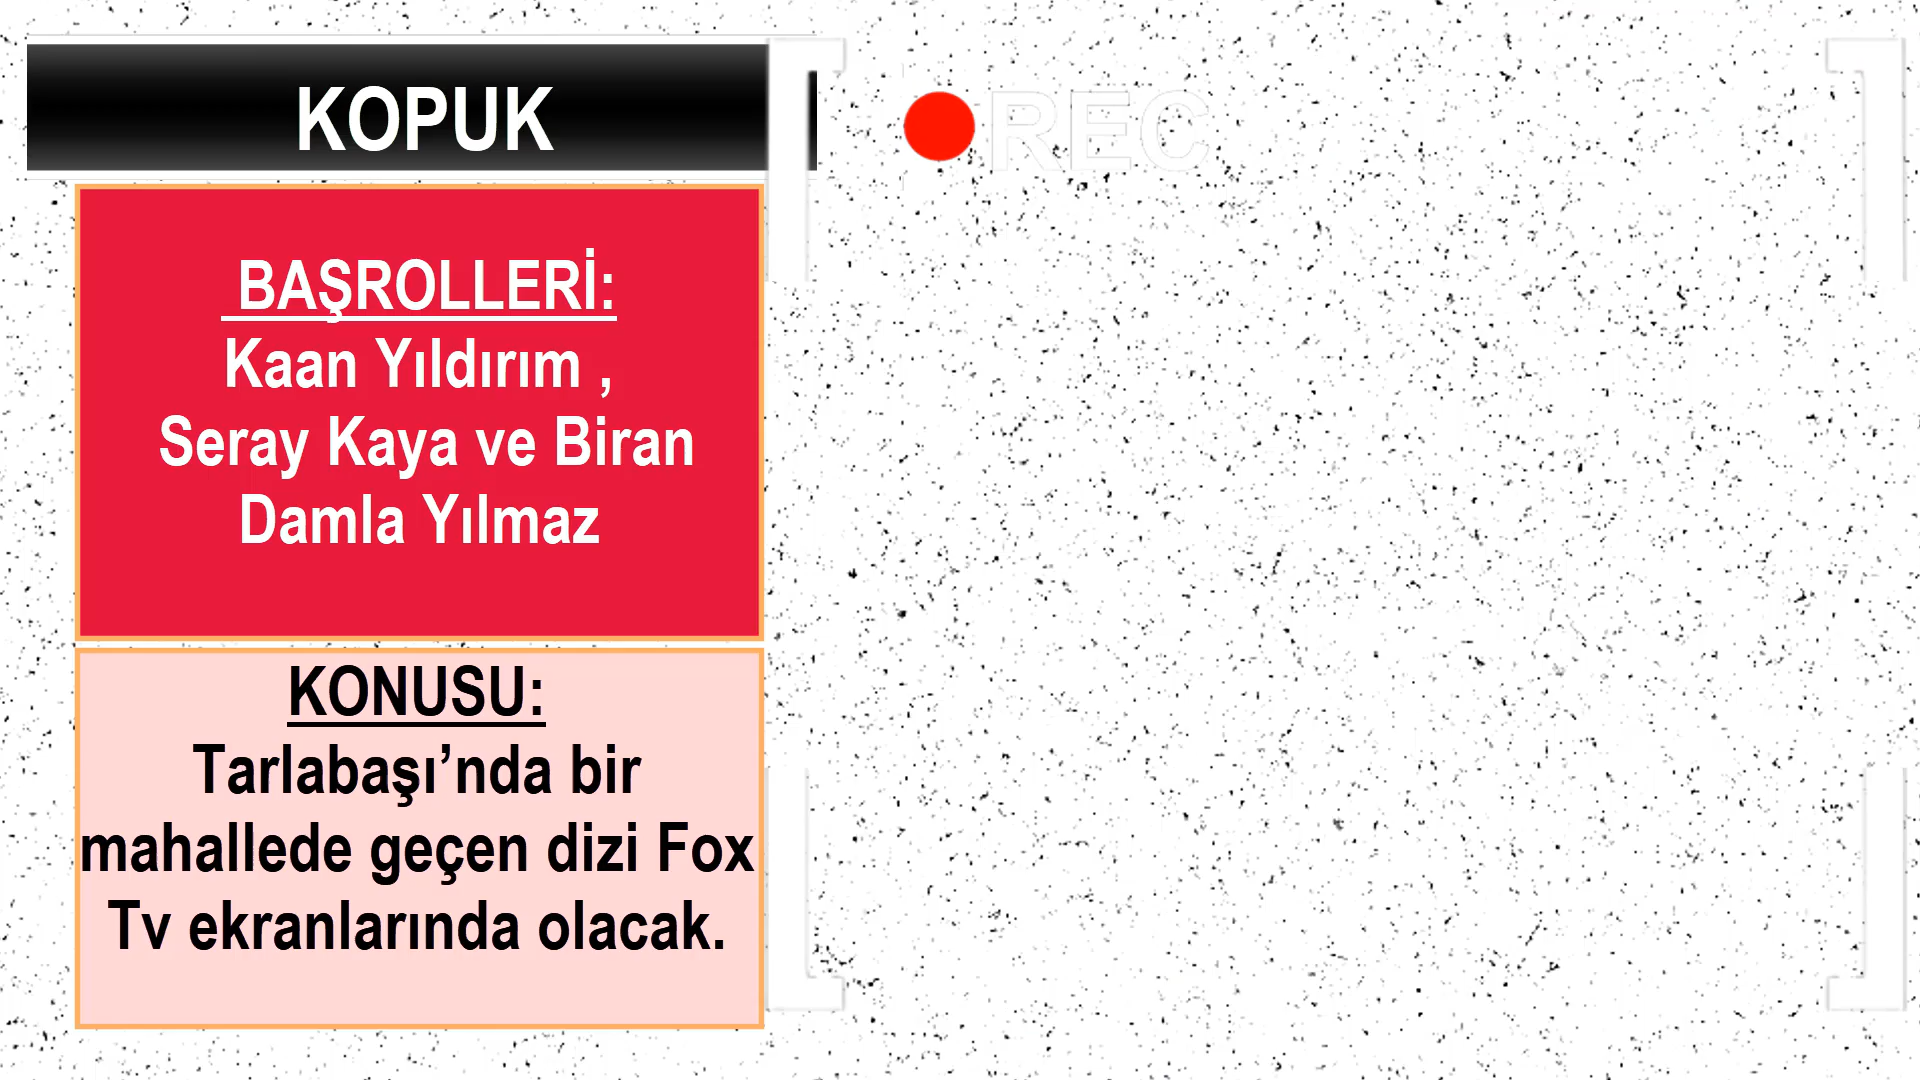 KOPUK
REC
BAŞROLLERİ:
Kaan Yıldırım ,
Seray Kaya ve Biran
Damla Yılmaz
KONUSU:
Tarlabaşı’nda bir
mahallede geçen dizi Fox
Tv ekranlarında olacak.